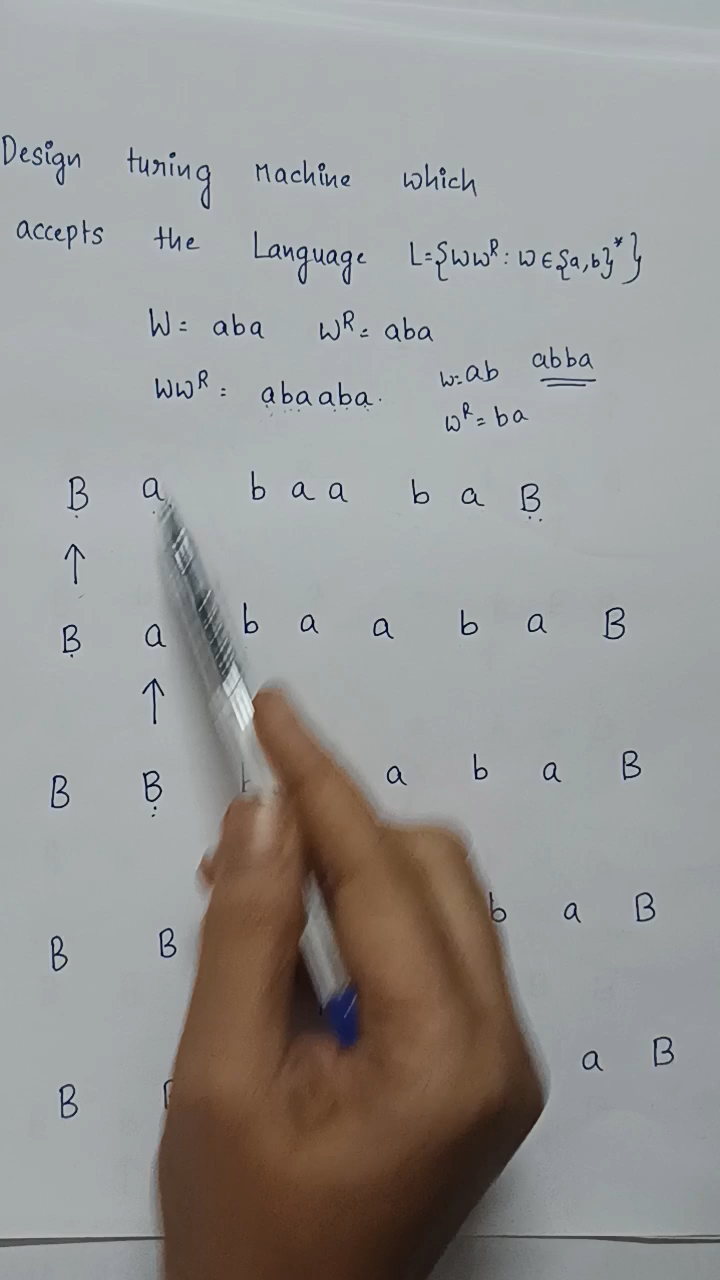 Design turing Machine which
accepts the Language L={WWᴿ : W∈{a,b}*}
W= aba Wᴿ= aba
WWᴿ= abaaba.
w=ab abba
wᴿ= ba
B a b a a b a B
↑
B a b a a b a B
↑
B B a b a B
B B b a B
B a B